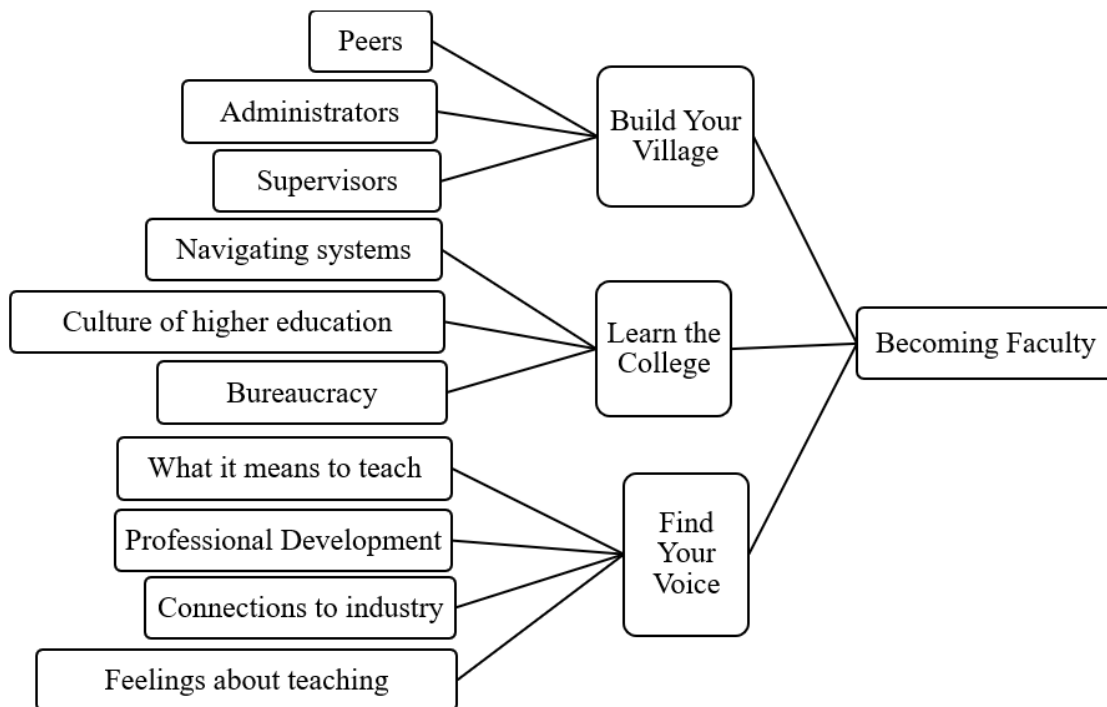 Peers
Administrators
Supervisors
Build Your
Village
Navigating systems
Culture of higher education
Bureaucracy
Learn the
College
What it means to teach
Professional Development
Connections to industry
Feelings about teaching
Find
Your
Voice
Becoming Faculty